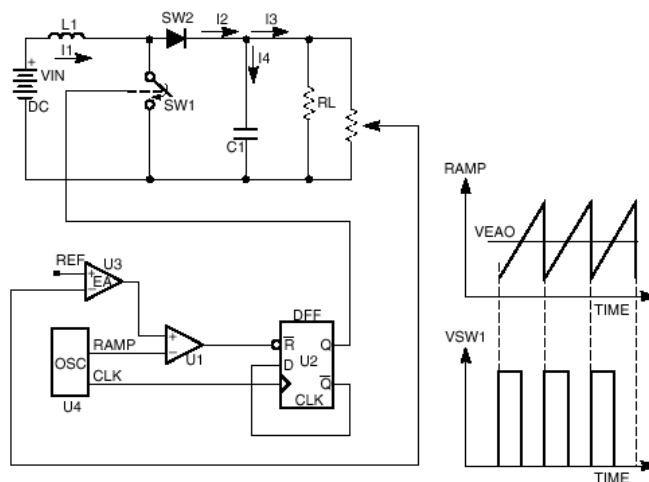 L1
SW2
I2
I3
I1
I4
+
VIN
DC
SW1
C1
RL
REF
+
−
EA
U3
+
−
U1
OSC
RAMP
CLK
U4
DFF
R
D
U2
Q
Q
CLK
RAMP
VEAO
TIME
VSW1
TIME